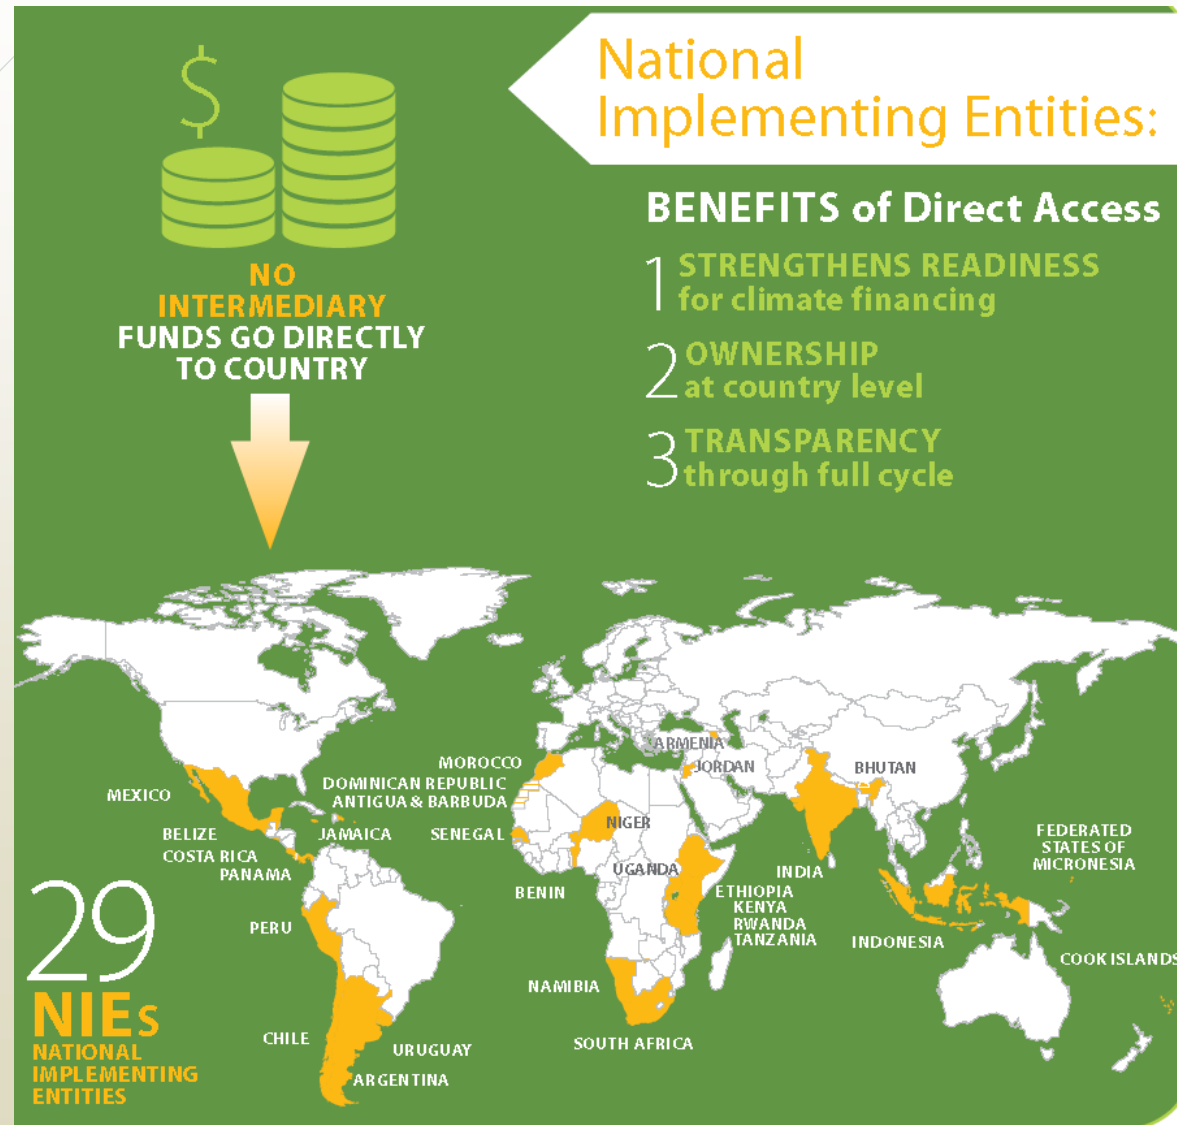 $
NO
INTERMEDIARY
FUNDS GO DIRECTLY
TO COUNTRY
National
Implementing Entities:
BENEFITS of Direct Access
1 STRENGTHENS READINESS
for climate financing
2 OWNERSHIP
at country level
3 TRANSPARENCY
through full cycle
MEXICO
BELIZE
COSTA RICA
PANAMA
JAMAICA
MOROCCO
DOMINICAN REPUBLIC
ANTIGUA & BARBUDA
SENEGAL
ARMENIA
JORDAN
BHUTAN
NIGER
UGANDA
BENIN
INDIA
ETHIOPIA
KENYA
RWANDA
TANZANIA
FEDERATED
STATES OF
MICRONESIA
INDONESIA
COOK ISLANDS
PERU
NAMIBIA
SOUTH AFRICA
CHILE
URUGUAY
ARGENTINA
29
NIEs
NATIONAL
IMPLEMENTING
ENTITIES